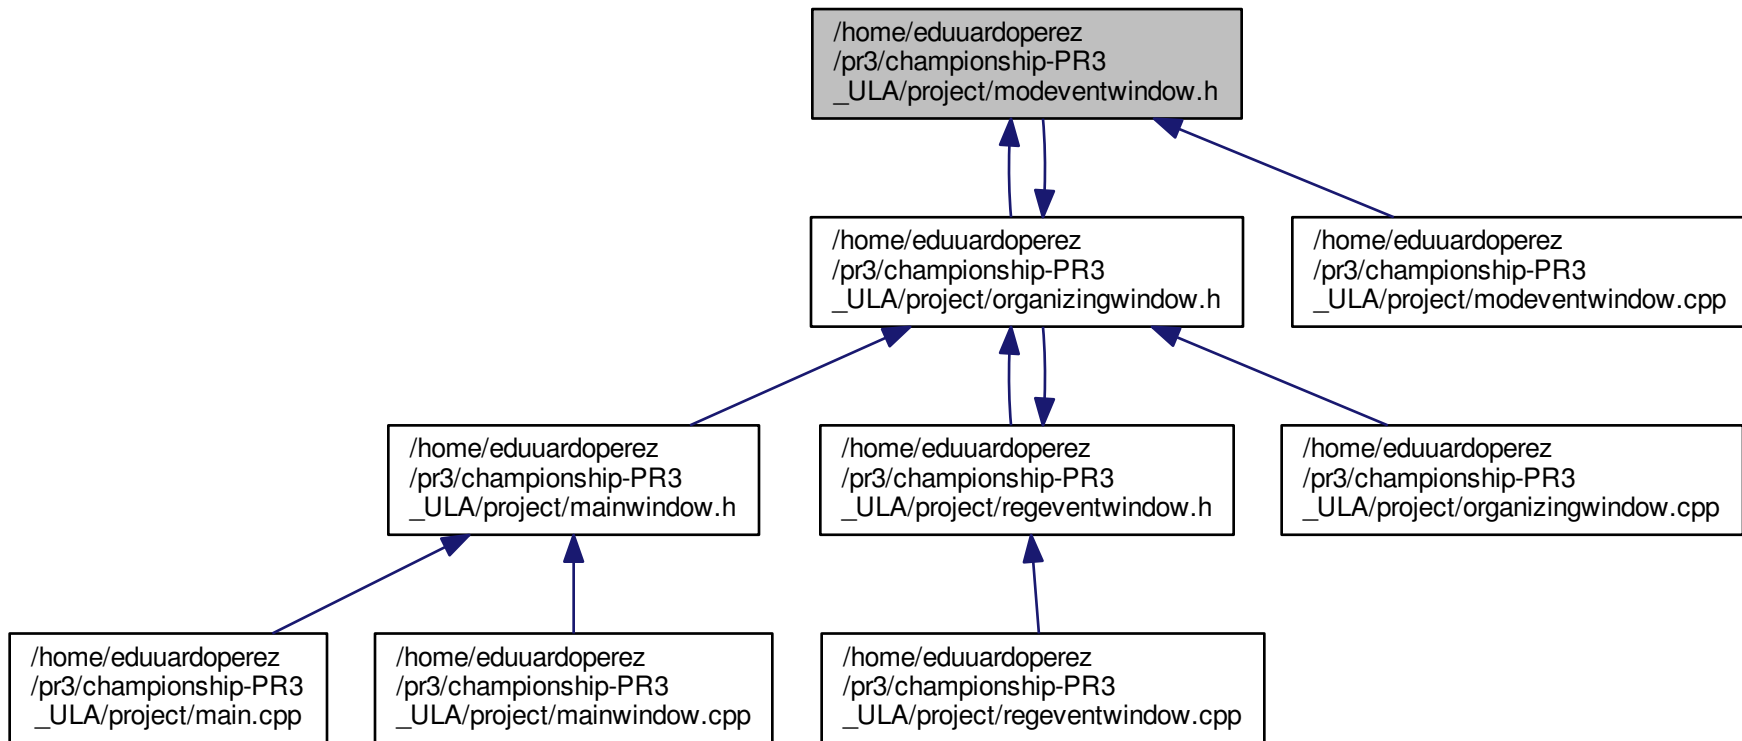 /home/eduuardoperez
/pr3/championship-PR3
_ULA/project/modeventwindow.h
/home/eduuardoperez
/pr3/championship-PR3
_ULA/project/organizingwindow.h
/home/eduuardoperez
/pr3/championship-PR3
_ULA/project/modeventwindow.cpp
/home/eduuardoperez
/pr3/championship-PR3
_ULA/project/mainwindow.h
/home/eduuardoperez
/pr3/championship-PR3
_ULA/project/regeventwindow.h
/home/eduuardoperez
/pr3/championship-PR3
_ULA/project/organizingwindow.cpp
/home/eduuardoperez
/pr3/championship-PR3
_ULA/project/main.cpp
/home/eduuardoperez
/pr3/championship-PR3
_ULA/project/mainwindow.cpp
/home/eduuardoperez
/pr3/championship-PR3
_ULA/project/regeventwindow.cpp